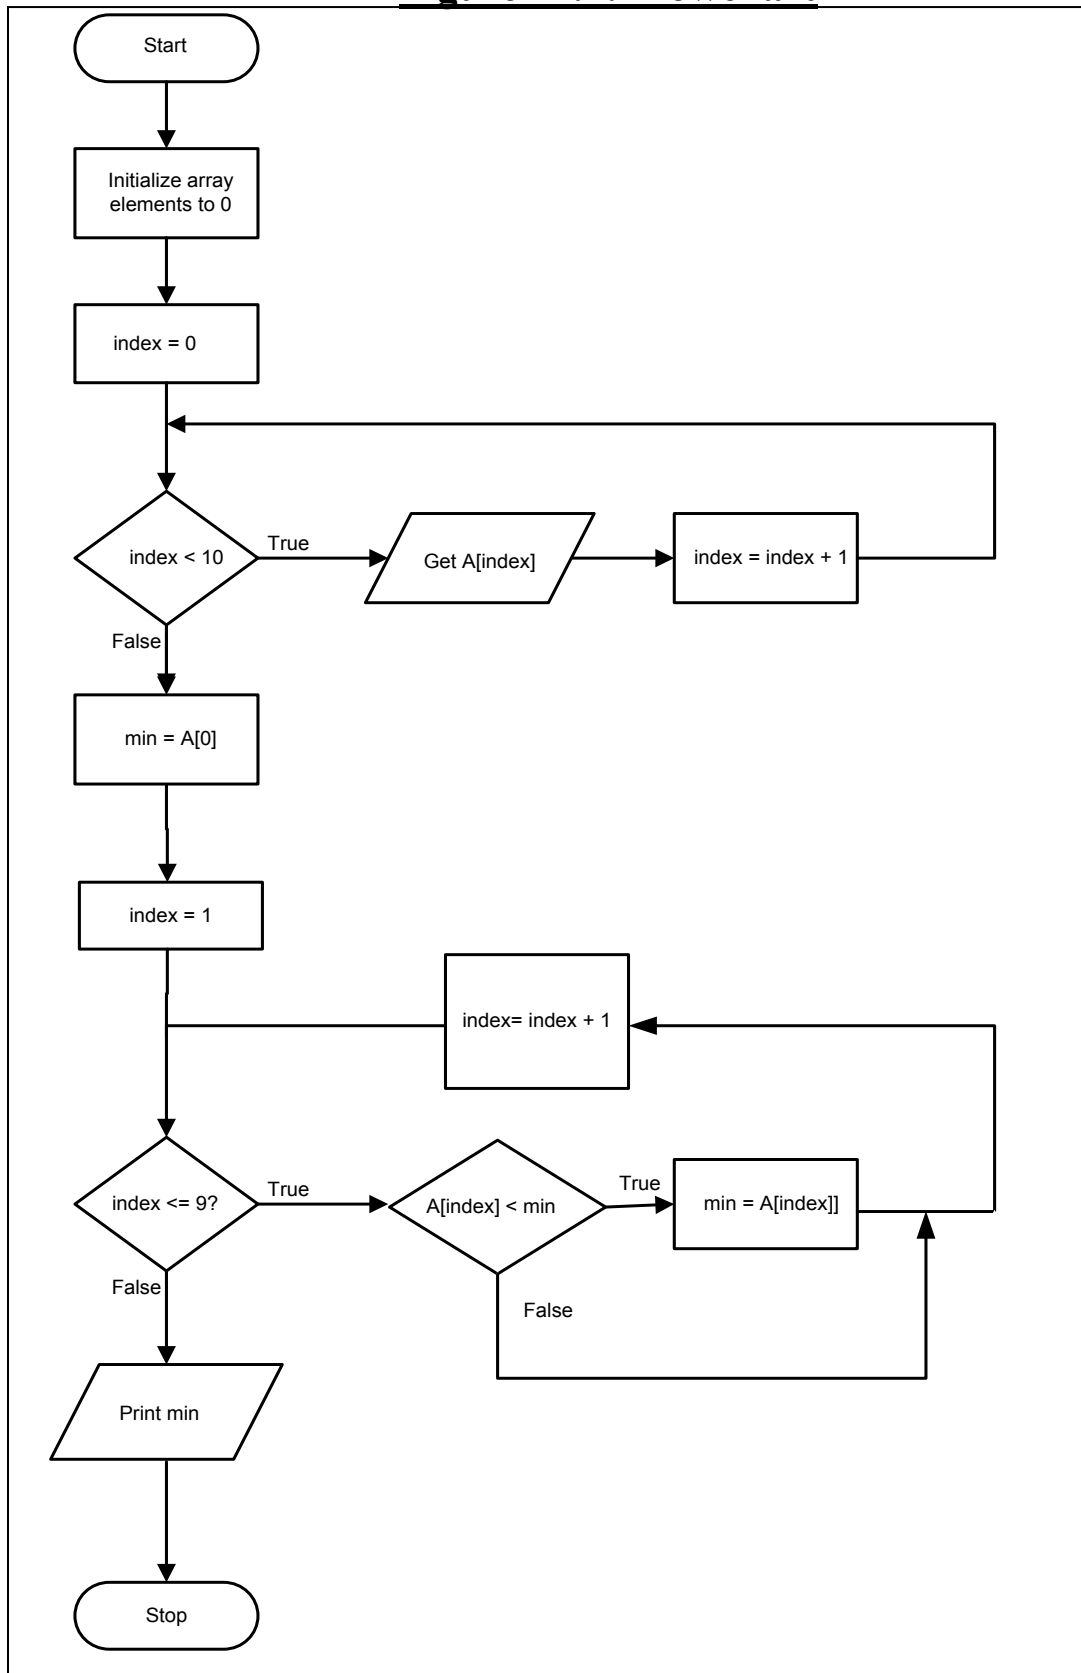 Start
Initialize array
elements to 0
index = 0
index < 10
True
Get A[index]
index = index + 1
False
min = A[0]
index = 1
index= index + 1
index <= 9?
True
A[index] < min
True
min = A[index]]
False
False
Print min
Stop